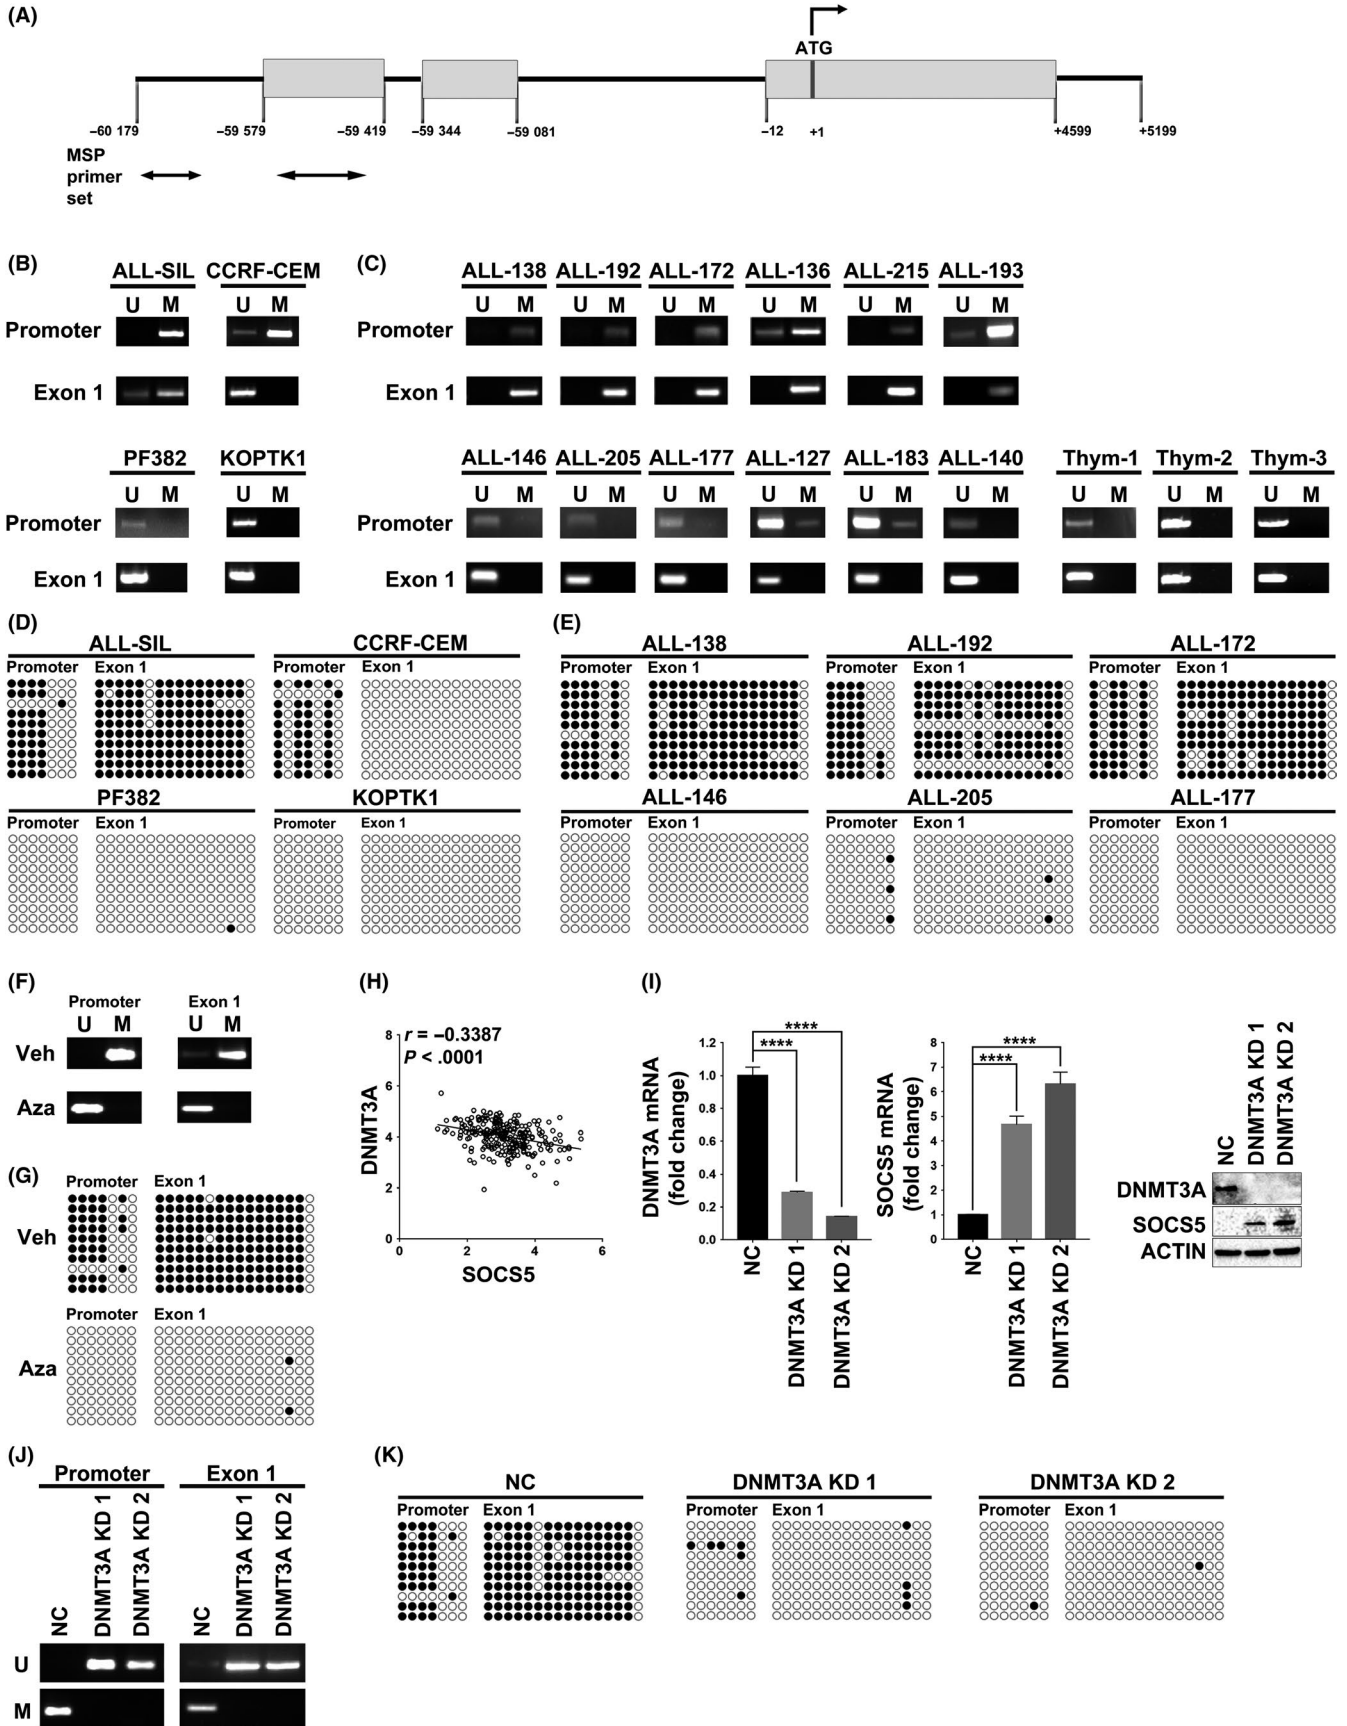 (A)
ATG
–60 179
–59 579
–59 419
–59 344
–59 081
–12
+1
+4599
+5199
MSP
primer
set
(B)
ALL-SIL CCRF-CEM
U M U M
Promoter
Exon 1
PF382 KOPTK1
U M U M
Promoter
Exon 1
(C)
ALL-138 ALL-192 ALL-172 ALL-136 ALL-215 ALL-193
U M U M U M U M U M U M
Promoter
Exon 1
ALL-146 ALL-205 ALL-177 ALL-127 ALL-183 ALL-140 Thym-1 Thym-2 Thym-3
U M U M U M U M U M U M U M U M U M
Promoter
Exon 1
(D)
ALL-SIL CCRF-CEM
Promoter Exon 1 Promoter Exon 1
PF382 KOPTK1
Promoter Exon 1 Promoter Exon 1
(E)
ALL-138 ALL-192 ALL-172
Promoter Exon 1 Promoter Exon 1 Promoter Exon 1
ALL-146 ALL-205 ALL-177
Promoter Exon 1 Promoter Exon 1 Promoter Exon 1
(F)
Promoter Exon 1
U M U M
Veh
Aza
(G)
Promoter Exon 1
Veh
Promoter Exon 1
Aza
(H)
r = –0.3387
P < .0001
DNMT3A
8
6
4
2
0
0 2 4 6
SOCS5
(I)
DNMT3A mRNA
(fold change)
1.2
1.0
0.8
0.6
0.4
0.2
0.0
****
****
NC
DNMT3A KD 1
DNMT3A KD 2
SOCS5 mRNA
(fold change)
8
7
6
5
4
3
2
1
0
****
****
NC
DNMT3A KD 1
DNMT3A KD 2
NC
DNMT3A KD 1
DNMT3A KD 2
DNMT3A
SOCS5
ACTIN
(J)
Promoter Exon 1
NC
DNMT3A KD 1
DNMT3A KD 2
NC
DNMT3A KD 1
DNMT3A KD 2
U
M
(K)
NC DNMT3A KD 1 DNMT3A KD 2
Promoter Exon 1 Promoter Exon 1 Promoter Exon 1